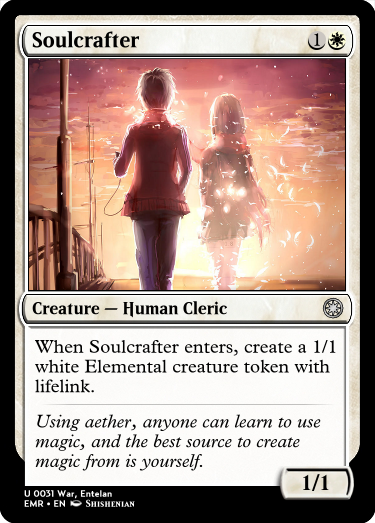 Soulcrafter 1
Creature — Human Cleric
When Soulcrafter enters, create a 1/1
white Elemental creature token with
lifelink.
Using aether, anyone can learn to use
magic, and the best source to create
magic from is yourself.
1/1
U 0031 War, Entelan
EMR • EN Shishenian